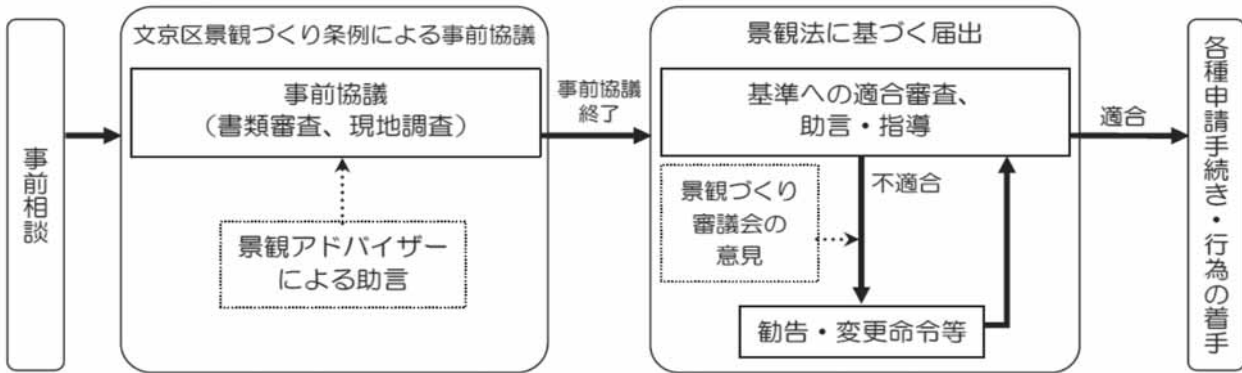 事前相談
文京区景観づくり条例による事前協議
事前協議
（書類審査、現地調査）
景観アドバイザー
による助言
事前協議
終了
景観法に基づく届出
基準への適合審査、
助言・指導
不適合
景観づくり
審議会の
意見
勧告・変更命令等
適合
各種申請手続き・行為の着手